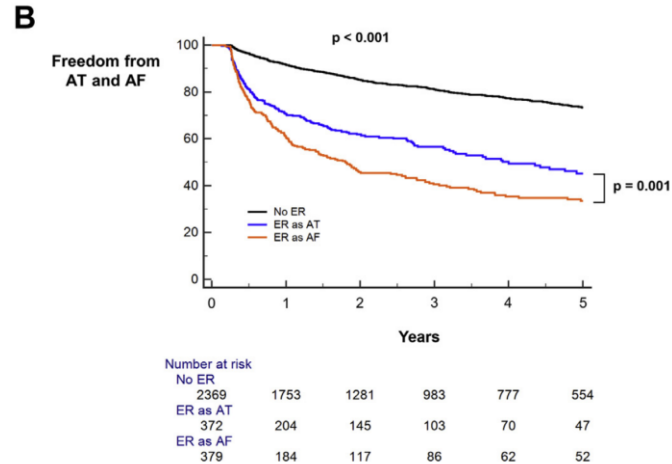 B
Freedom from
AT and AF
p < 0.001
100
80
60
40
20
0
No ER
ER as AT
ER as AF
p = 0.001
0 1 2 3 4 5
Years
Number at risk
No ER
2369 1753 1281 983 777 554
ER as AT
372 204 145 103 70 47
ER as AF
379 184 117 86 62 52